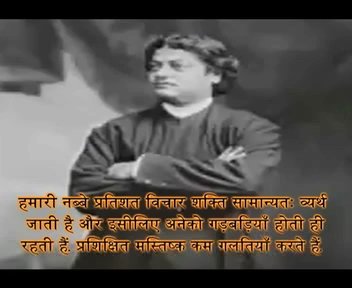 हमारी नब्बे प्रतिशत विचार शक्ति सामान्यतः व्यर्थ
जाती है और इसीलिए अनेको गड़बड़ियाँ होती ही
रहती हैं प्रशिक्षित मस्तिष्क कम गलतियाँ करते हैं